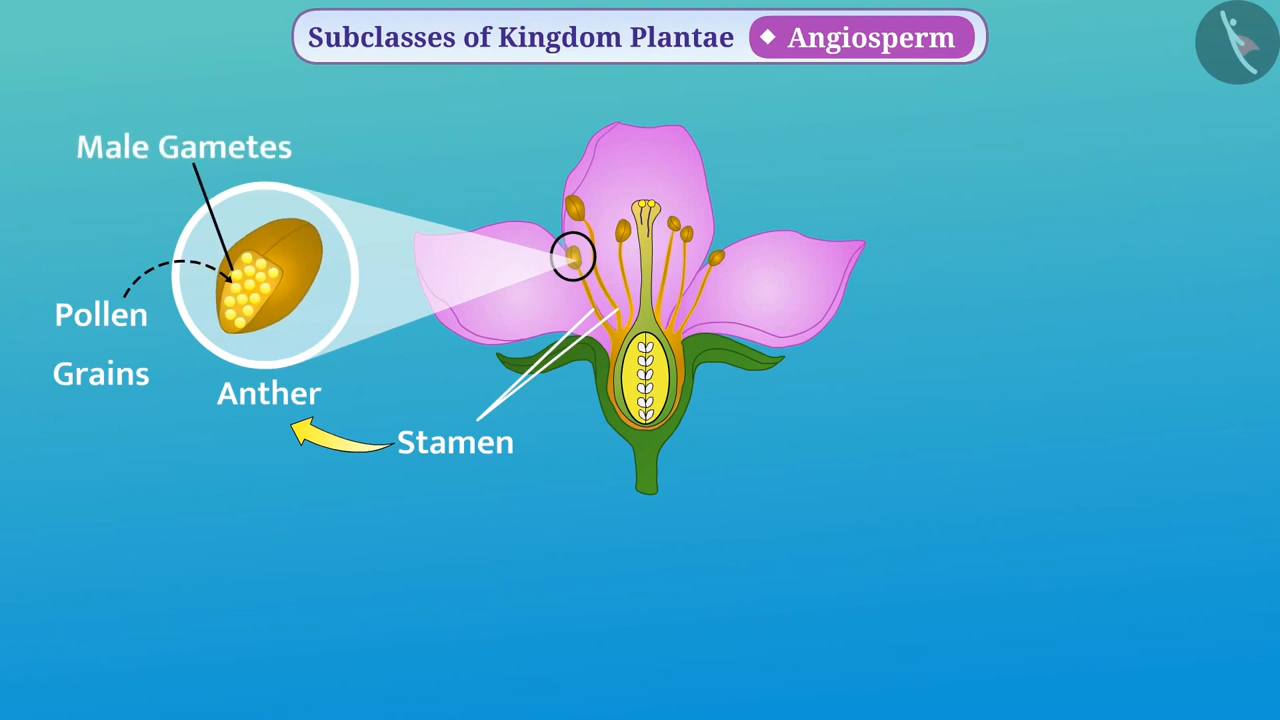 Subclasses of Kingdom Plantae ◆ Angiosperm
Male Gametes
Pollen
Grains
Anther
Stamen